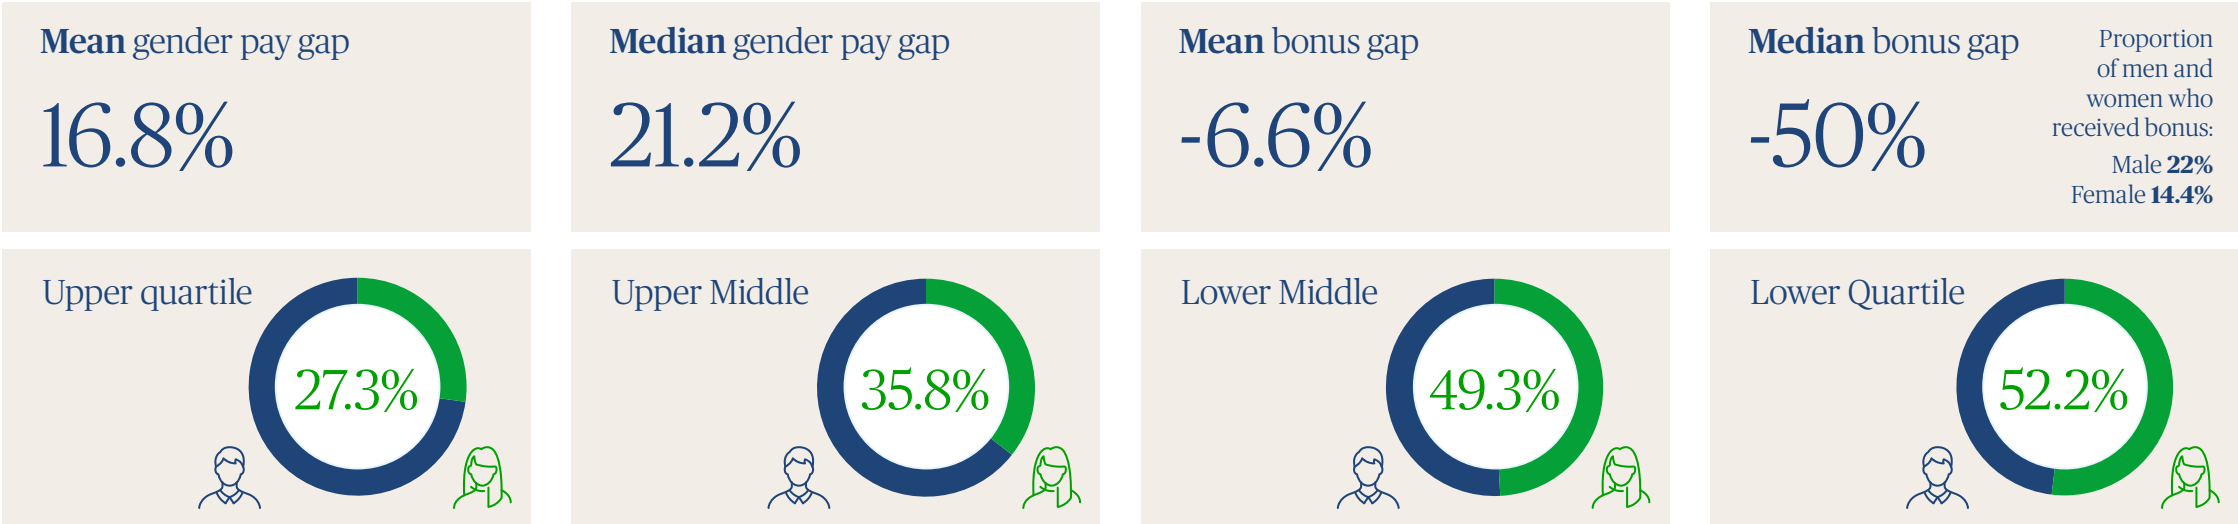 Mean gender pay gap
16.8%
Median gender pay gap
21.2%
Mean bonus gap
-6.6%
Median bonus gap
-50%
Proportion
of men and
women who
received bonus:
Male 22%
Female 14.4%
Upper quartile
27.3%
Upper Middle
35.8%
Lower Middle
49.3%
Lower Quartile
52.2%